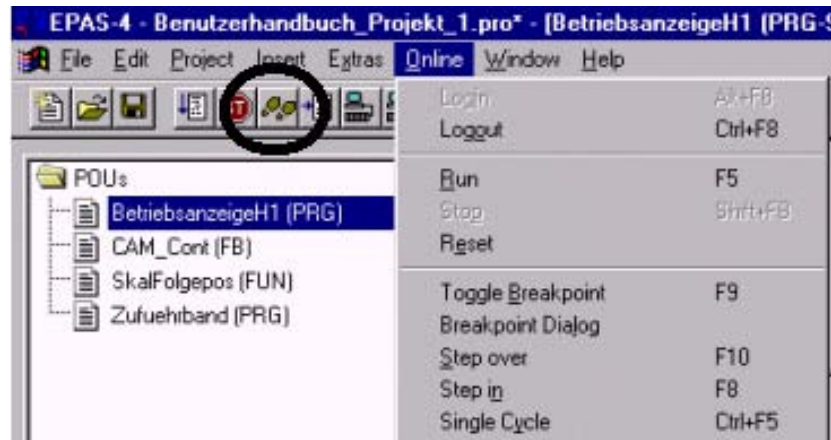 EPAS-4 - Benutzerhandbuch_Projekt_1.pro* - [BetriebsanzeigeH1 (PRG-S
File Edit Project Insert Extras Online Window Help
POUs
BetriebsanzeigeH1 (PRG)
CAM_Cont (FB)
SkalFolgepos (FUN)
Zufuehrband (PRG)
Login Alt+F8
Loggut Ctrl+F8
Run F5
Stop Shift+F8
Reset
Toggle Breakpoint F9
Breakpoint Dialog
Step over F10
Step in F8
Single Cycle Ctrl+F5